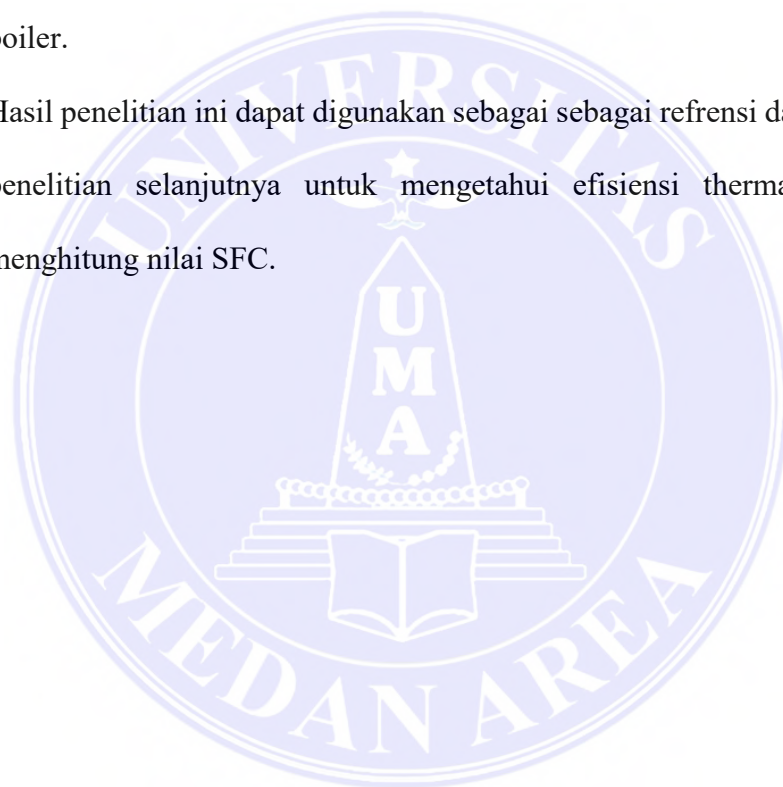 boiler.
Hasil penelitian ini dapat digunakan sebagai sebagai refrensi da
penelitian selanjutnya untuk mengetahui efisiensi therma
menghitung nilai SFC.
UNIVERSITAS
U
M
A
MEDAN AREA